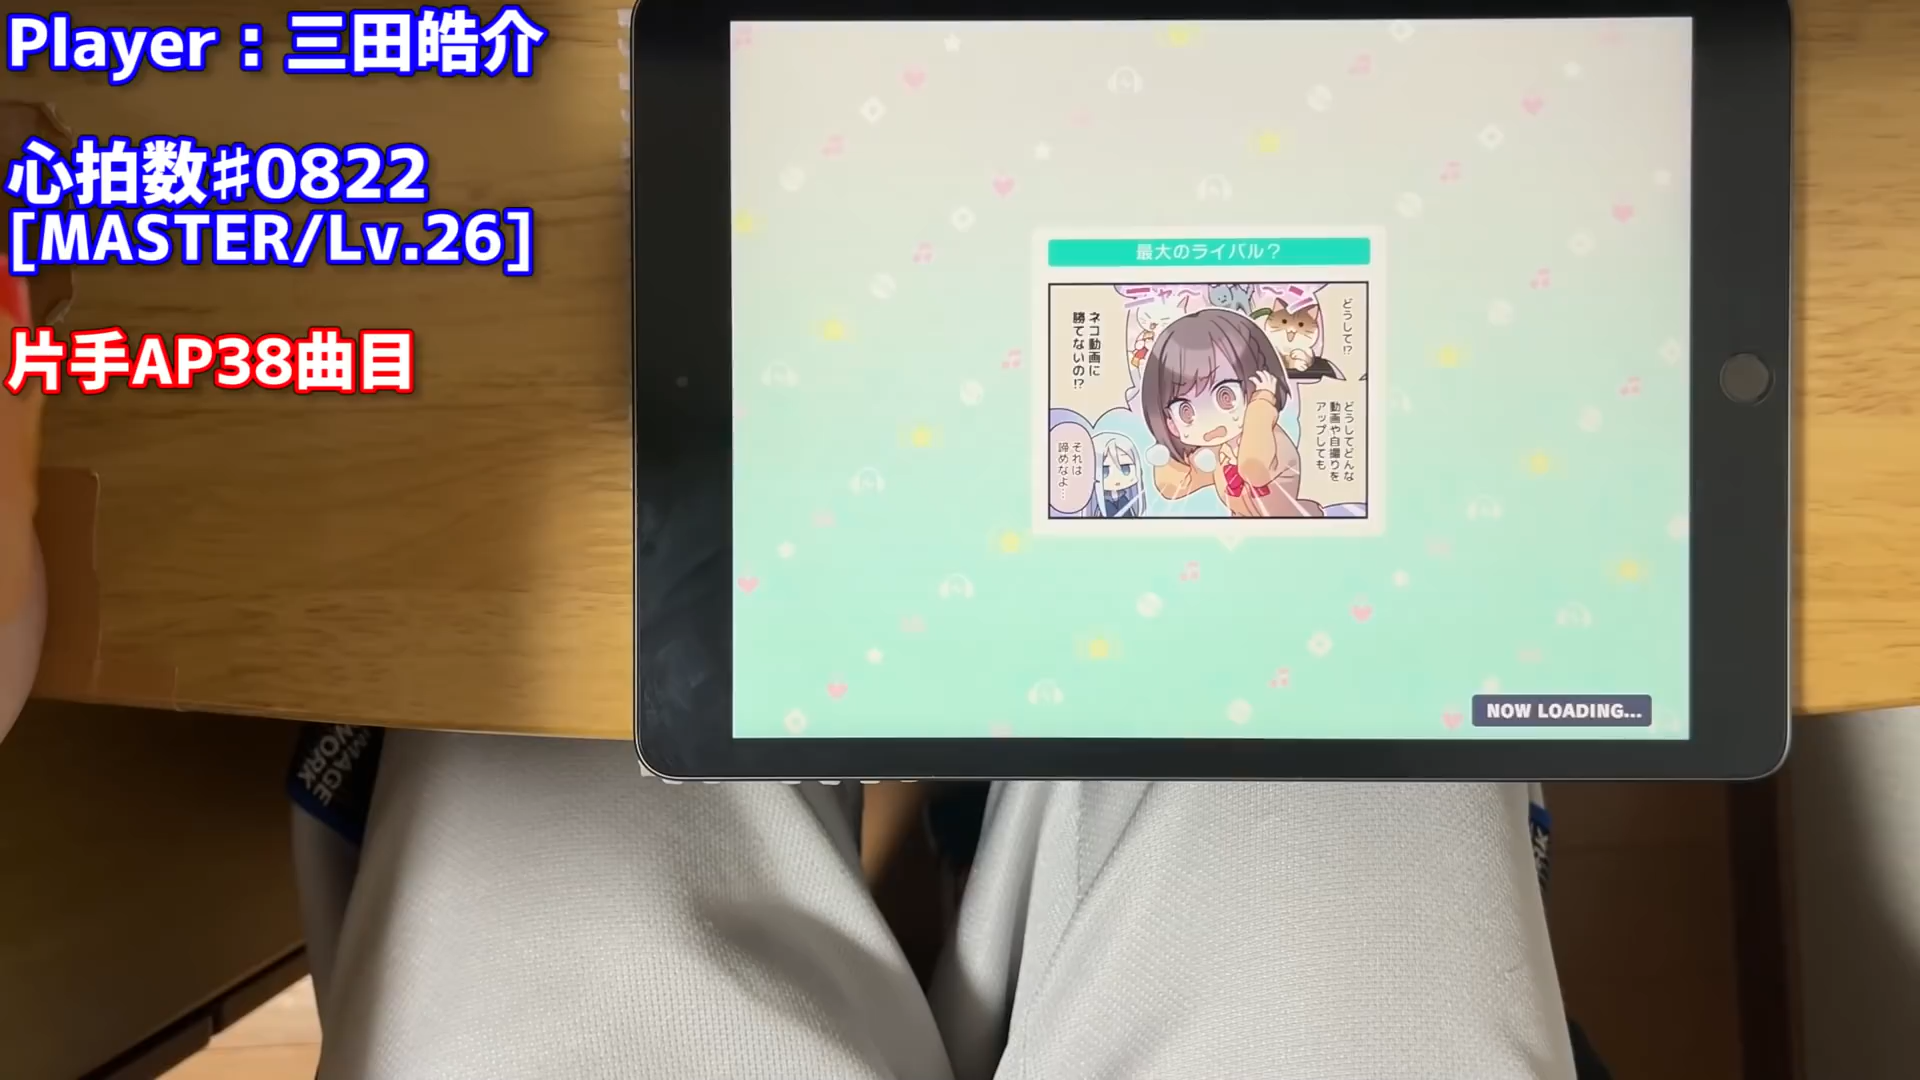 Player：三田皓介
心拍数♯0822
[MASTER/Lv.26]
片手AP38曲目
最大のライバル？
どうして!?
どうしてどんな
動画や自撮りを
アップしても
ネコ動画に
勝てないの!?
それは
諦めなよ…
NOW LOADING...
IMAGE
WORK